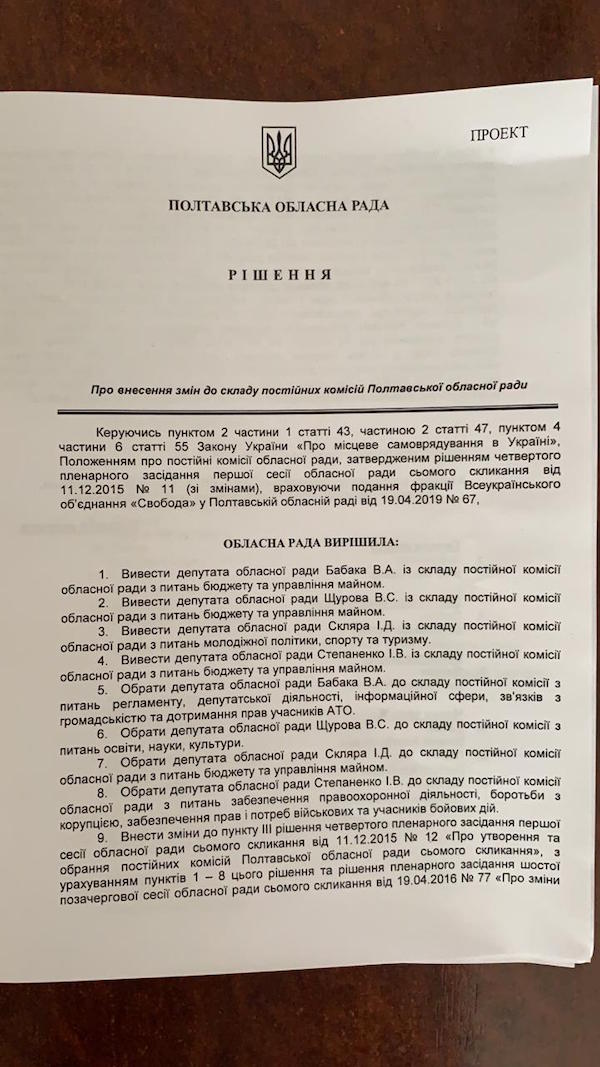 ПРОЕКТ
ПОЛТАВСЬКА ОБЛАСНА РАДА
РІШЕННЯ
Про внесення змін до складу постійних комісій Полтавської обласної ради
Керуючись пунктом 2 частини 1 статті 43, частиною 2 статті 47, пунктом 4
частини 6 статті 55 Закону України «Про місцеве самоврядування в Україні»,
Положенням про постійні комісії обласної ради, затвердженим рішенням четвертого
пленарного засідання першої сесії обласної ради сьомого скликання від
11.12.2015 № 11 (зі змінами), враховуючи подання фракції Всеукраїнського
об'єднання «Свобода» у Полтавській обласній раді від 19.04.2019 № 67,
ОБЛАСНА РАДА ВИРІШИЛА:
1. Вивести депутата обласної ради Бабака В.А. із складу постійної комісії
обласної ради з питань бюджету та управління майном.
2. Вивести депутата обласної ради Щурова В.С. із складу постійної комісії
обласної ради з питань бюджету та управління майном.
3. Вивести депутата обласної ради Скляра І.Д. із складу постійної комісії
обласної ради з питань молодіжної політики, спорту та туризму.
4. Вивести депутата обласної ради Степаненко І.В. із складу постійної комісії
обласної ради з питань бюджету та управління майном.
5. Обрати депутата обласної ради Бабака В.А. до складу постійної комісії з
питань регламенту, депутатської діяльності, інформаційної сфери, зв'язків з
громадськістю та дотримання прав учасників АТО.
6. Обрати депутата обласної ради Щурова В.С. до складу постійної комісії з
питань освіти, науки, культури.
7. Обрати депутата обласної ради Скляра І.Д. до складу постійної комісії
обласної ради з питань бюджету та управління майном.
8. Обрати депутата обласної ради Степаненко І.В. до складу постійної комісії
обласної ради з питань забезпечення правоохоронної діяльності, боротьби з
корупцією, забезпечення прав і потреб військових та учасників бойових дій.
9. Внести зміни до пункту ІІІ рішення четвертого пленарного засідання першої
сесії обласної ради сьомого скликання від 11.12.2015 № 12 «Про утворення та
обрання постійних комісій Полтавської обласної ради сьомого скликання», з
урахуванням пунктів 1 – 8 цього рішення та рішення пленарного засідання шостої
позачергової сесії обласної ради сьомого скликання від 19.04.2016 № 77 «Про зміни